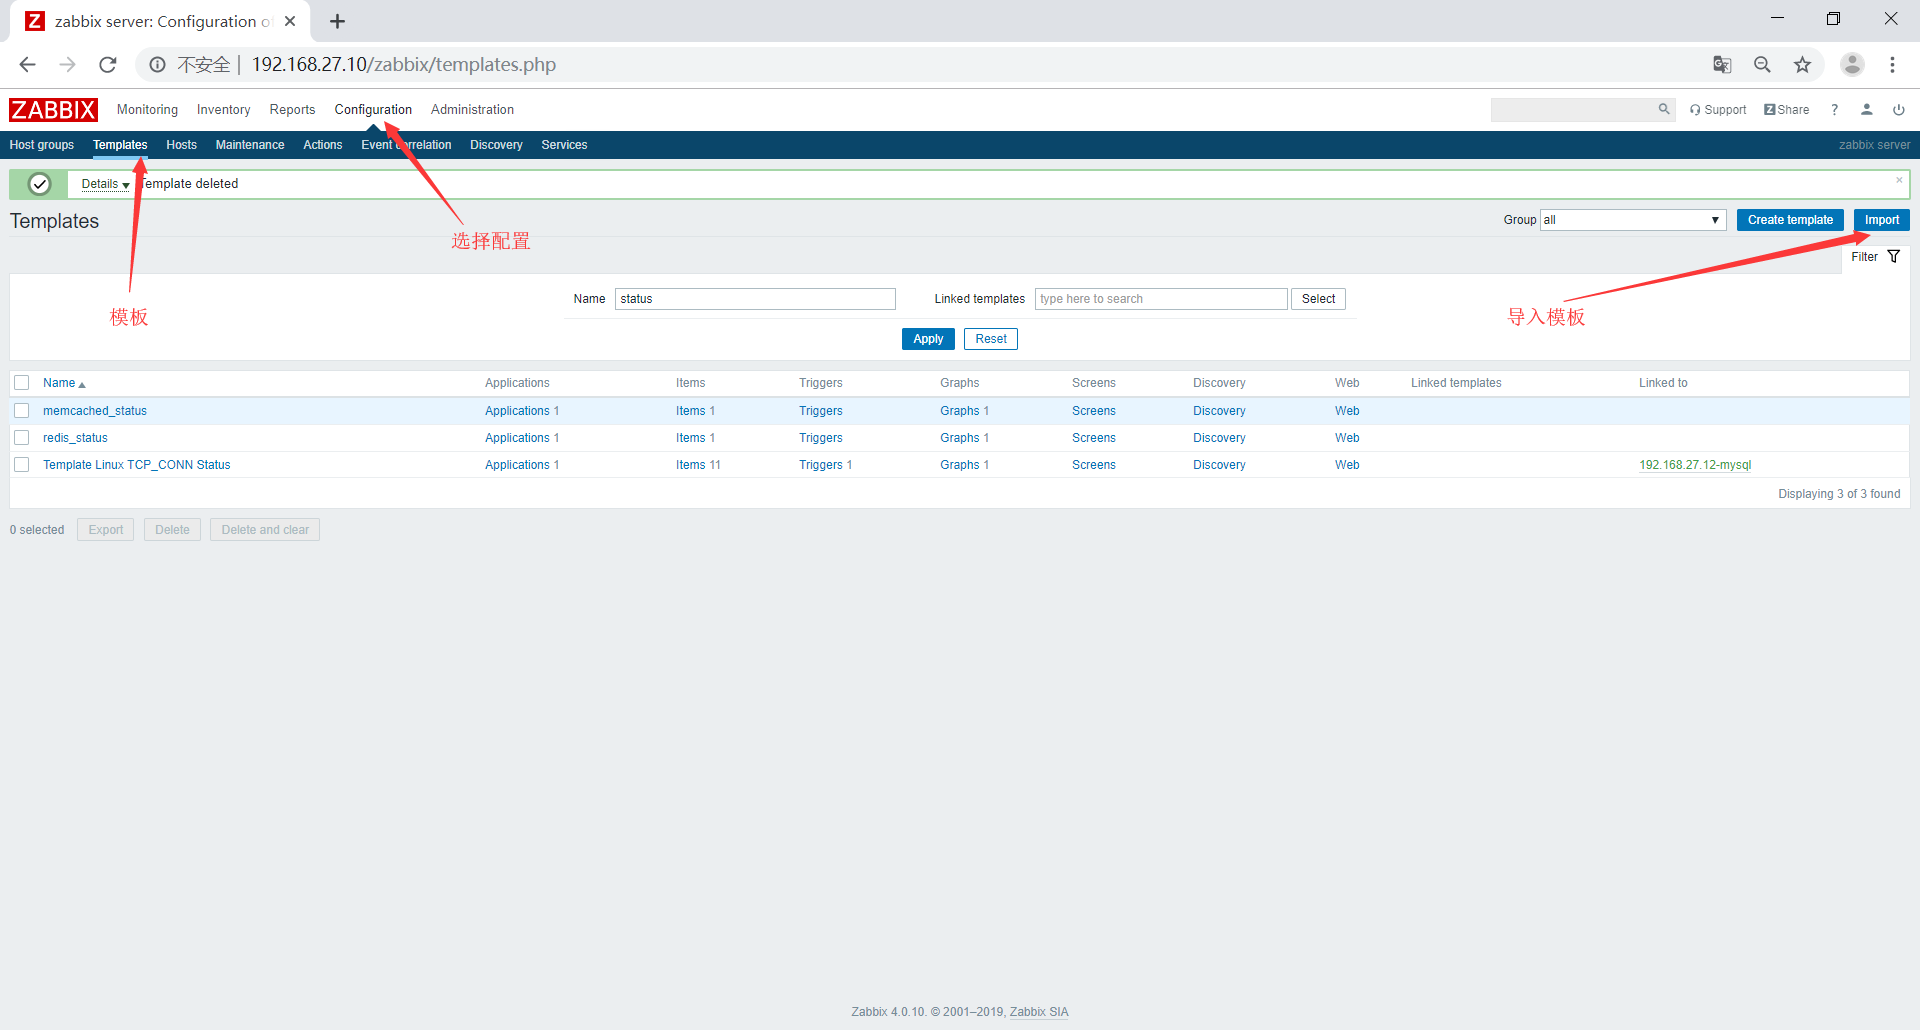 zabbix server: Configuration o
不安全 | 192.168.27.10/zabbix/templates.php
ZABBIX Monitoring Inventory Reports Configuration Administration Support Z Share ?
Host groups Templates Hosts Maintenance Actions Event correlation Discovery Services zabbix server
Details Template deleted
Templates Group all Create template Import
选择配置
Filter
Name status Linked templates type here to search Select
模板
导入模板
Apply Reset
Name Applications Items Triggers Graphs Screens Discovery Web Linked templates Linked to
memcached_status Applications 1 Items 1 Triggers Graphs 1 Screens Discovery Web
redis_status Applications 1 Items 1 Triggers Graphs 1 Screens Discovery Web
Template Linux TCP_CONN Status Applications 1 Items 11 Triggers 1 Graphs 1 Screens Discovery Web 192.168.27.12-mysql
Displaying 3 of 3 found
0 selected Export Delete Delete and clear
Zabbix 4.0.10. © 2001–2019, Zabbix SIA